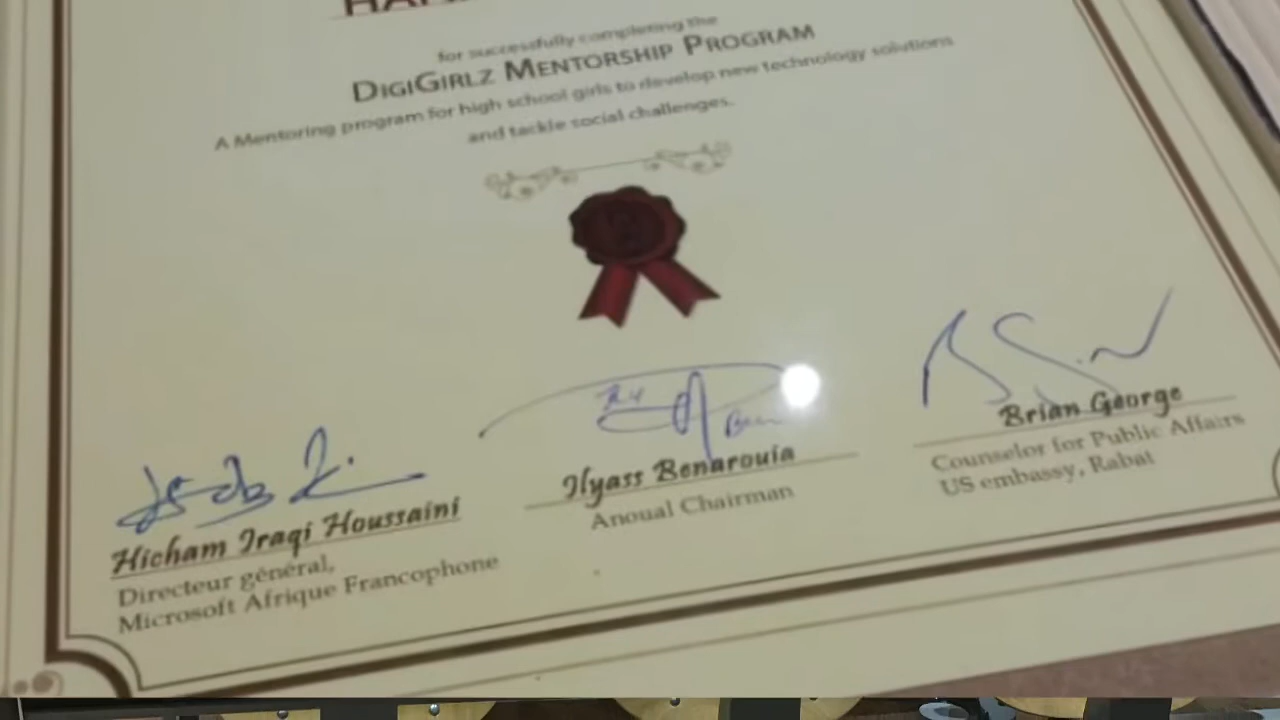 for successfully completing the
DIGIGIRLZ MENTORSHIP PROGRAM
A Mentoring program for high school girls to develop new technology solutions
and tackle social challenges.
Hicham Iraqi Houssaini
Directeur général,
Microsoft Afrique Francophone
Ilyass Benarouia
Anoual Chairman
Brian George
Counselor for Public Affairs
US embassy, Rabat